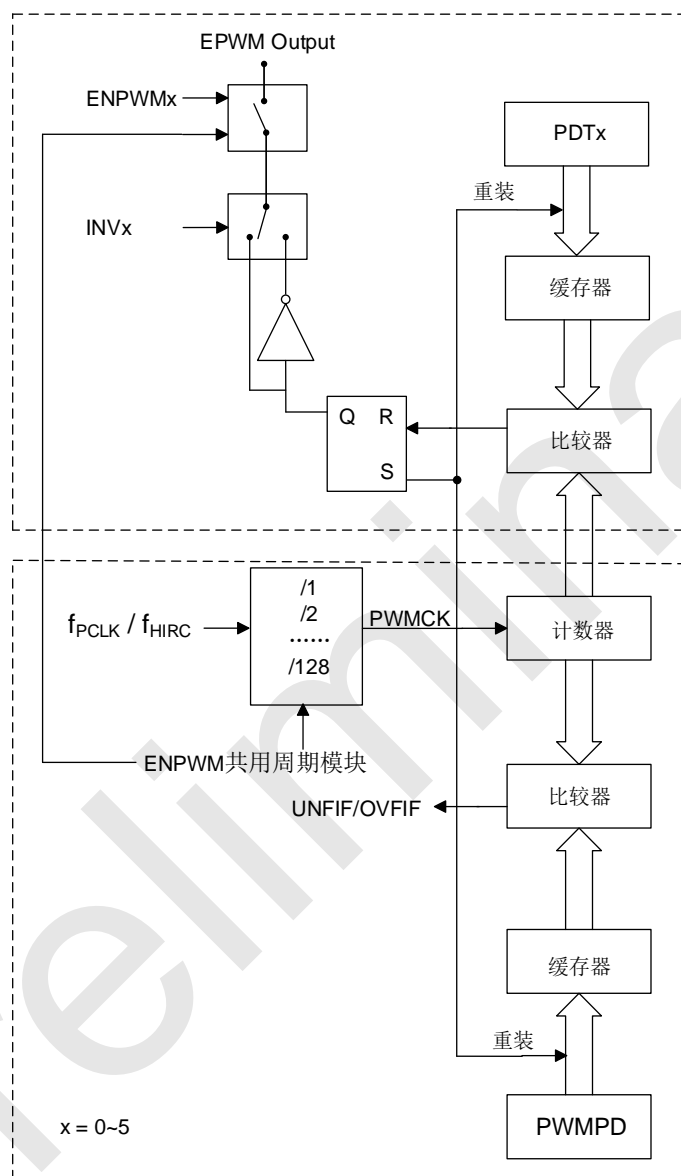 EPWM Output
ENPWMx
PDTx
重装
INVx
缓存器
Q R
S
比较器
/1
/2
......
/128
fPCLK / fHIRC
PWMCK
计数器
ENPWM共用周期模块
UNFIF/OVFIF
比较器
缓存器
重装
x = 0~5
PWMPD